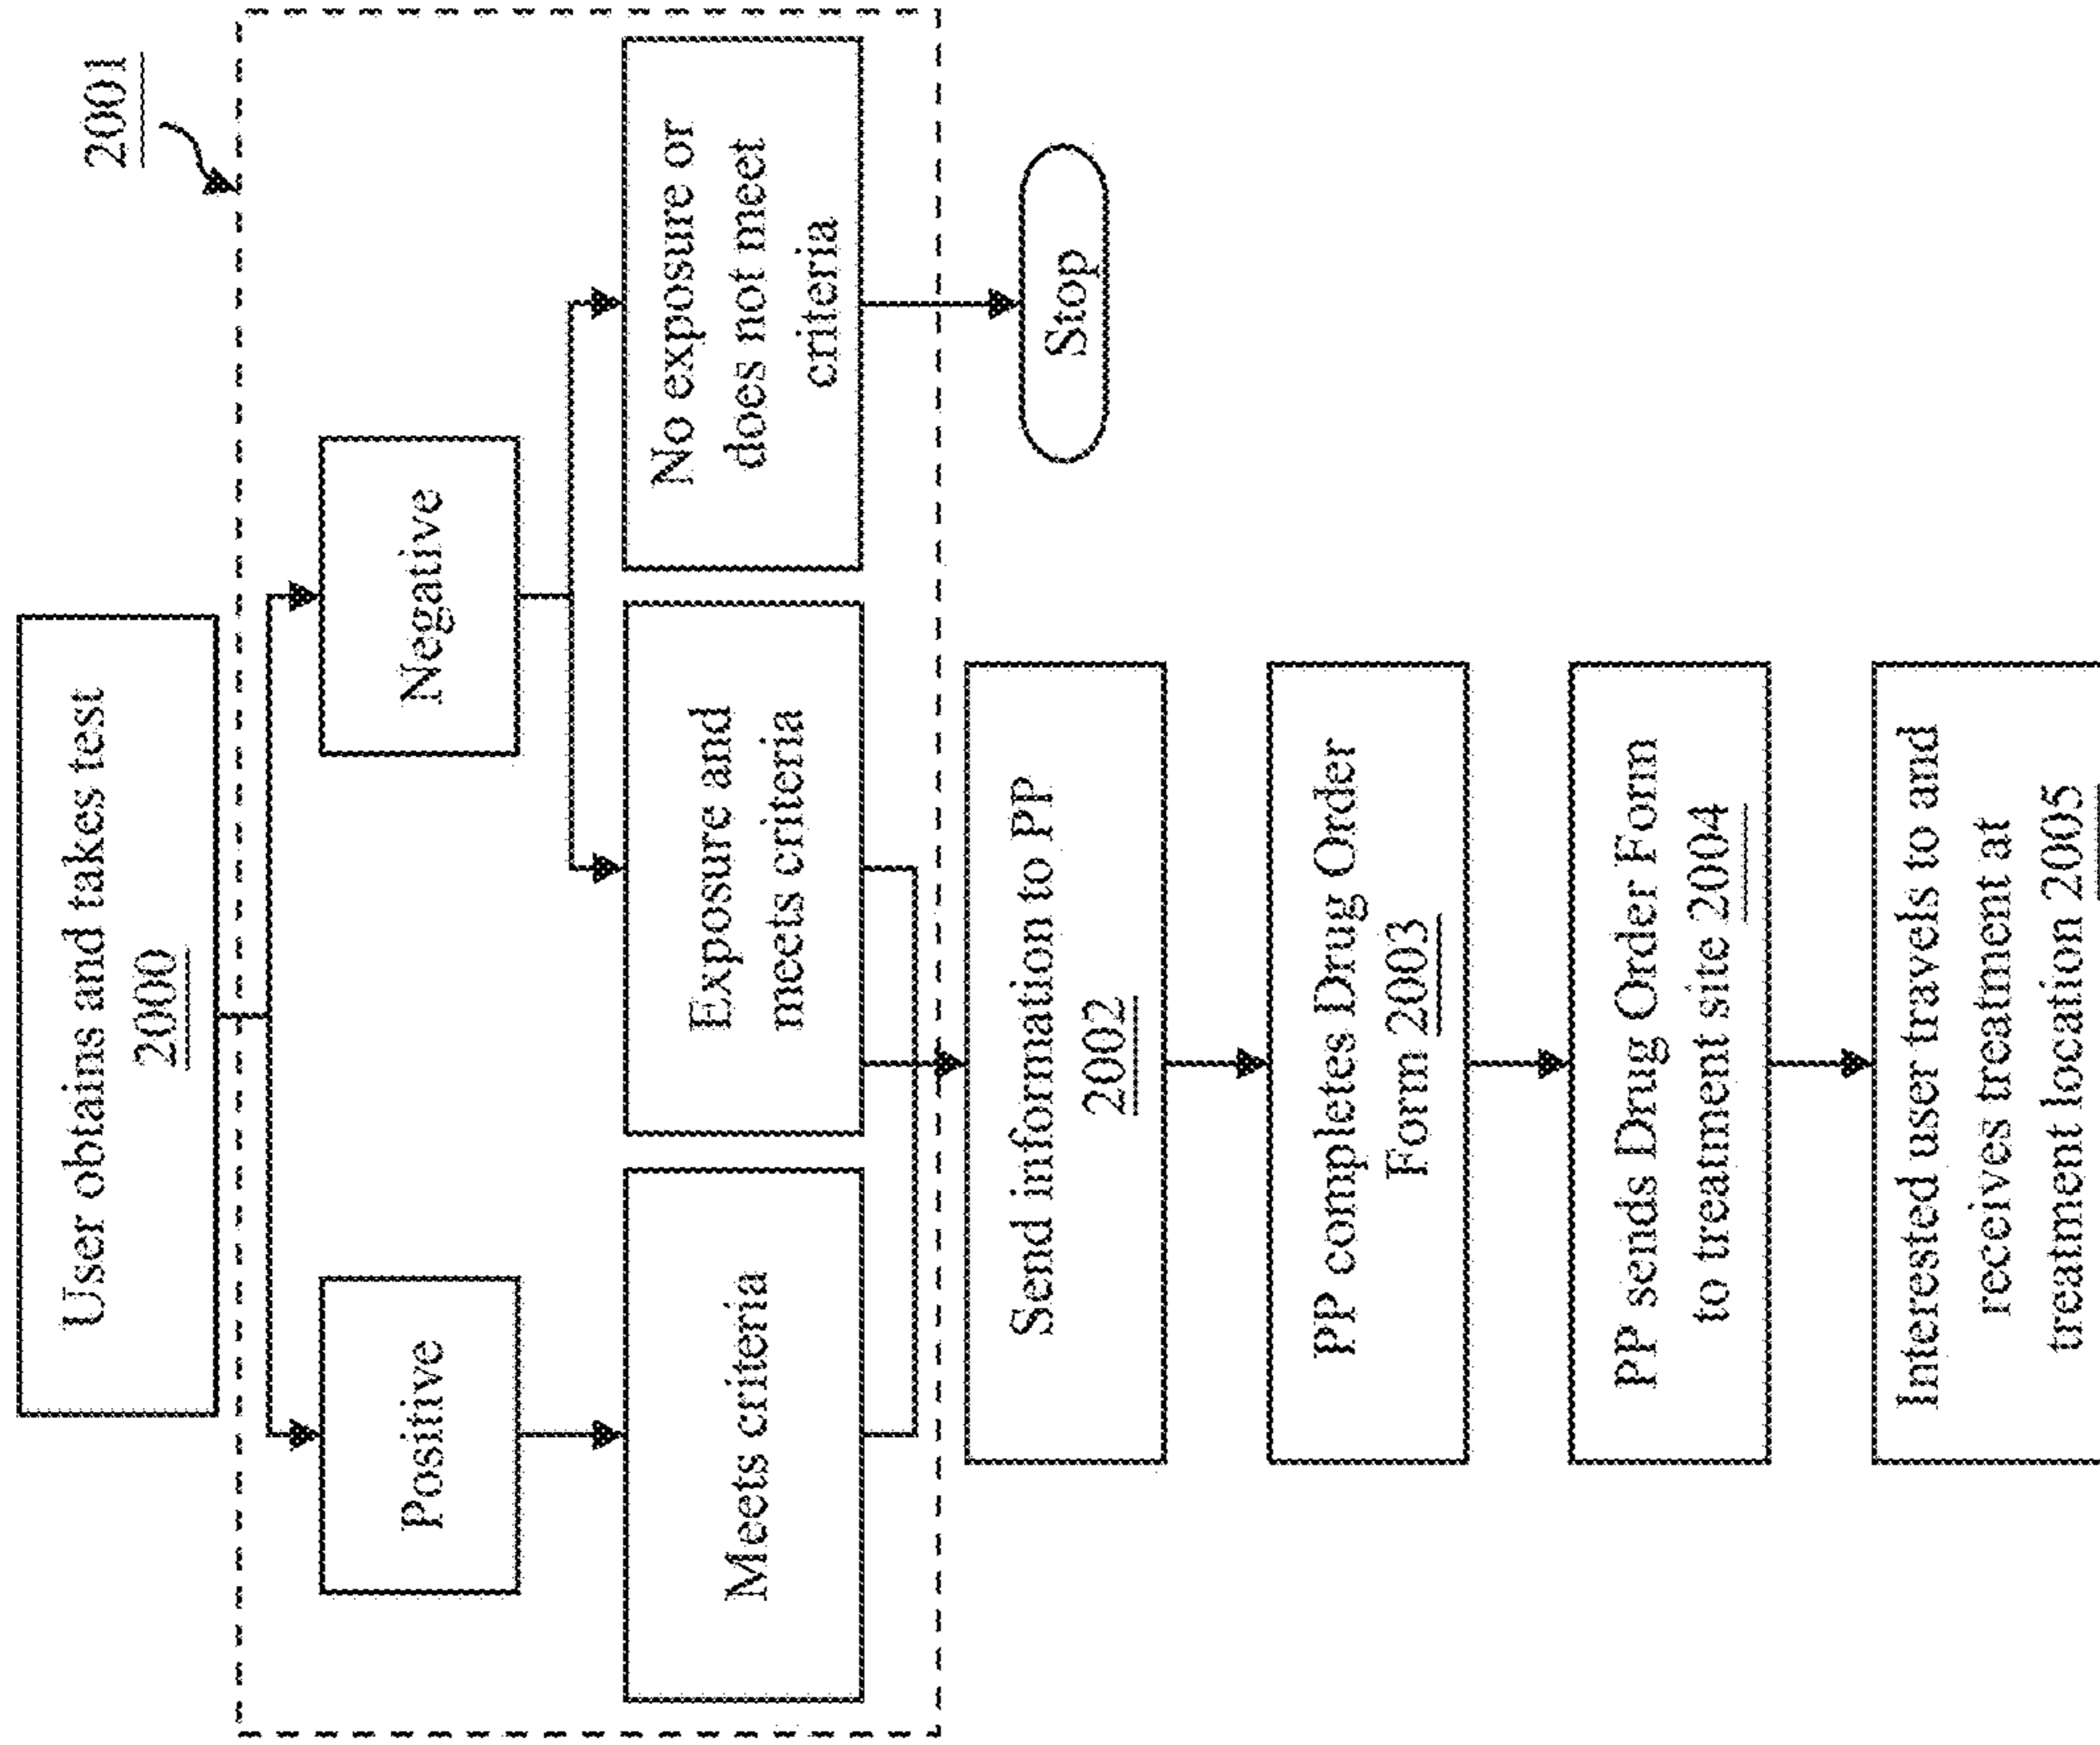 User obtains and takes test
2000
2001
Positive
Negative
Meets criteria
Exposure and
meets criteria
No exposure or
does not meet
criteria
Stop
Send information to PP
2002
PP completes Drug Order
Form 2003
PP sends Drug Order Form
to treatment site 2004
Interested user travels to and
receives treatment at
treatment location 2005